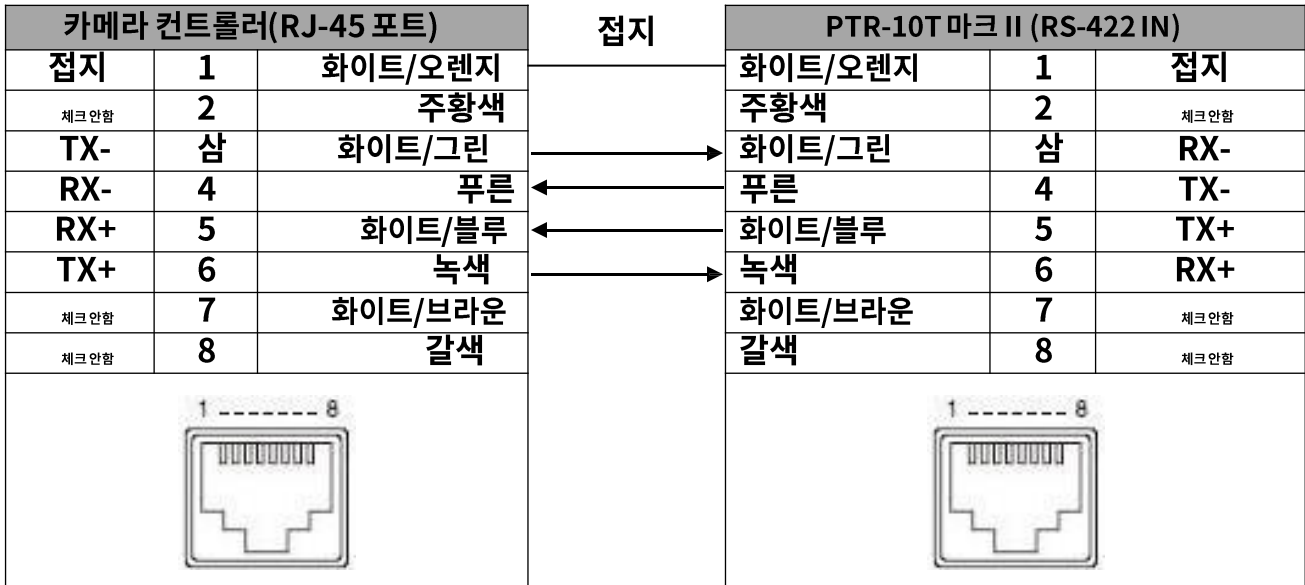 카메라 컨트롤러(RJ-45 포트) 접지 PTR-10T 마크 II (RS-422 IN)
접지 1 화이트/오렌지 화이트/오렌지 1 접지
체크 안함 2 주황색 주황색 2 체크 안함
TX- 삼 화이트/그린 화이트/그린 삼 RX-
RX- 4 푸른 푸른 4 TX-
RX+ 5 화이트/블루 화이트/블루 5 TX+
TX+ 6 녹색 녹색 6 RX+
체크 안함 7 화이트/브라운 화이트/브라운 7 체크 안함
체크 안함 8 갈색 갈색 8 체크 안함
1 ------- 8 1 ------- 8